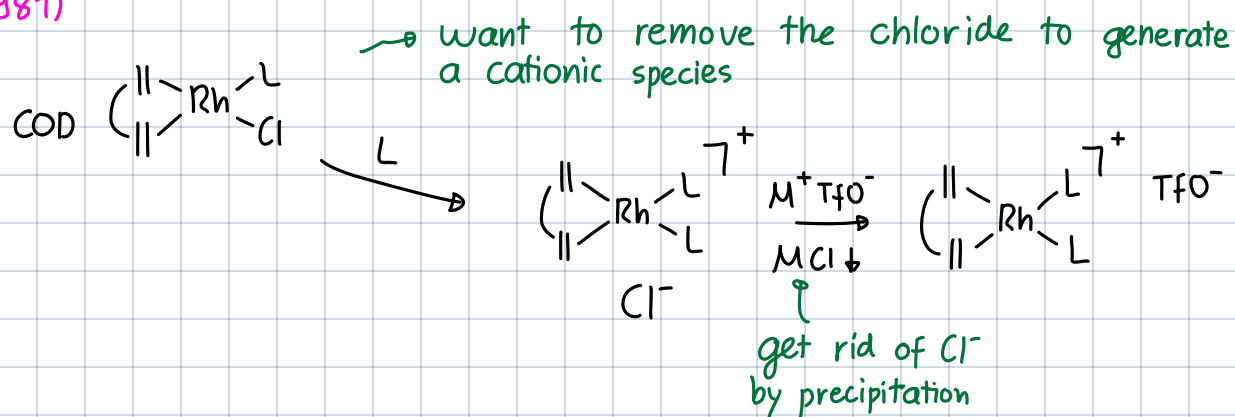 987)
want to remove the chloride to generate
a cationic species
COD Rh L Cl
L
Rh L L ⁊⁺ Cl⁻
M⁺ TfO⁻
MCl↓
Rh L L ⁊⁺ TfO⁻
get rid of Cl⁻
by precipitation